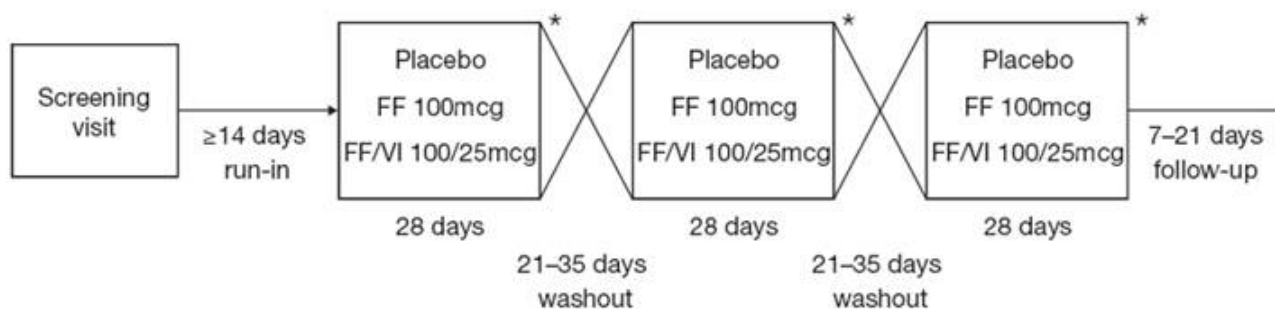 Screening
visit
≥14 days
run-in
*
Placebo
FF 100mcg
FF/VI 100/25mcg
28 days
21–35 days
washout
*
Placebo
FF 100mcg
FF/VI 100/25mcg
28 days
21–35 days
washout
*
Placebo
FF 100mcg
FF/VI 100/25mcg
28 days
7–21 days
follow-up